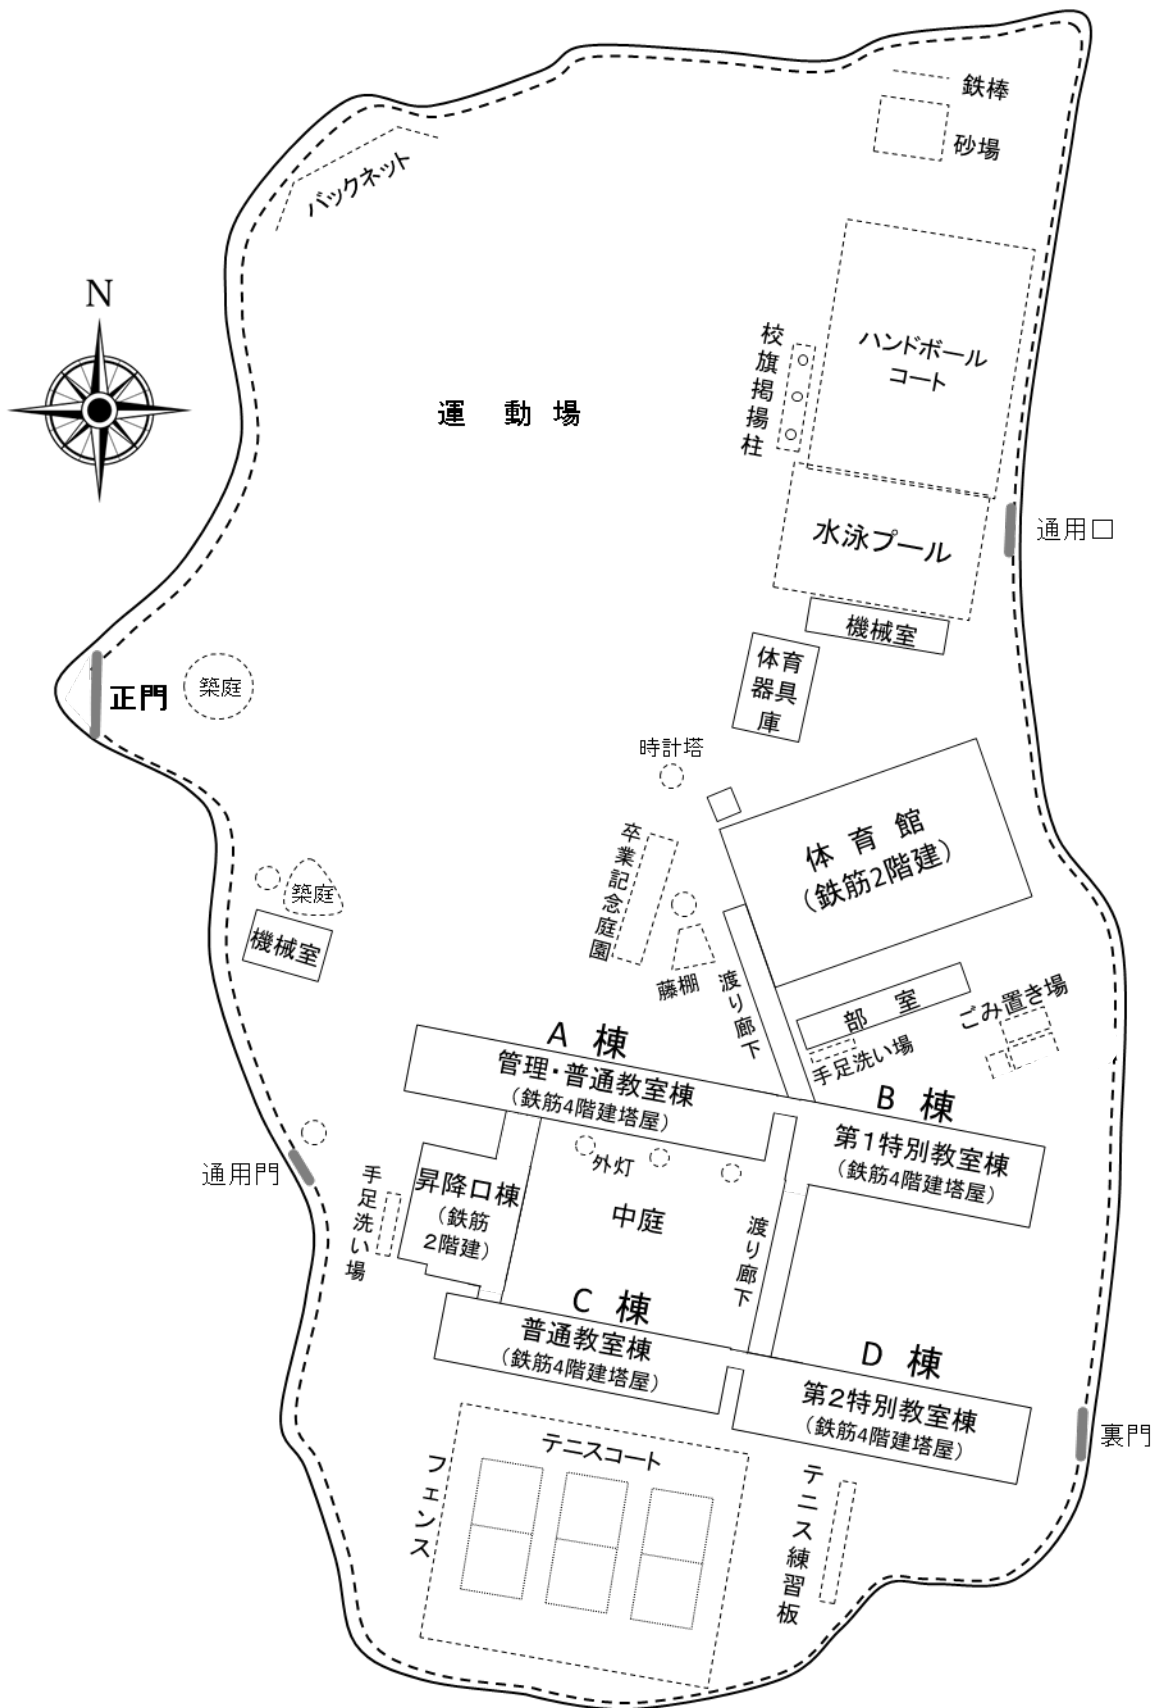 鉄棒
砂場
バックネット
N
ハンドボール
コート
校旗掲揚柱
運 動 場
水泳プール
通用口
機械室
体育
器具
庫
正門
築庭
時計塔
体 育 館
(鉄筋2階建)
卒業記念庭園
築庭
機械室
藤棚
渡り廊下
部 室
ごみ置き場
手足洗い場
A 棟
管理・普通教室棟
(鉄筋4階建塔屋)
B 棟
第1特別教室棟
(鉄筋4階建塔屋)
通用門
手足洗い場
昇降口棟
(鉄筋
2階建)
外灯
中庭
渡り廊下
C 棟
普通教室棟
(鉄筋4階建塔屋)
D 棟
第2特別教室棟
(鉄筋4階建塔屋)
裏門
テニスコート
フェンス
テニス練習板